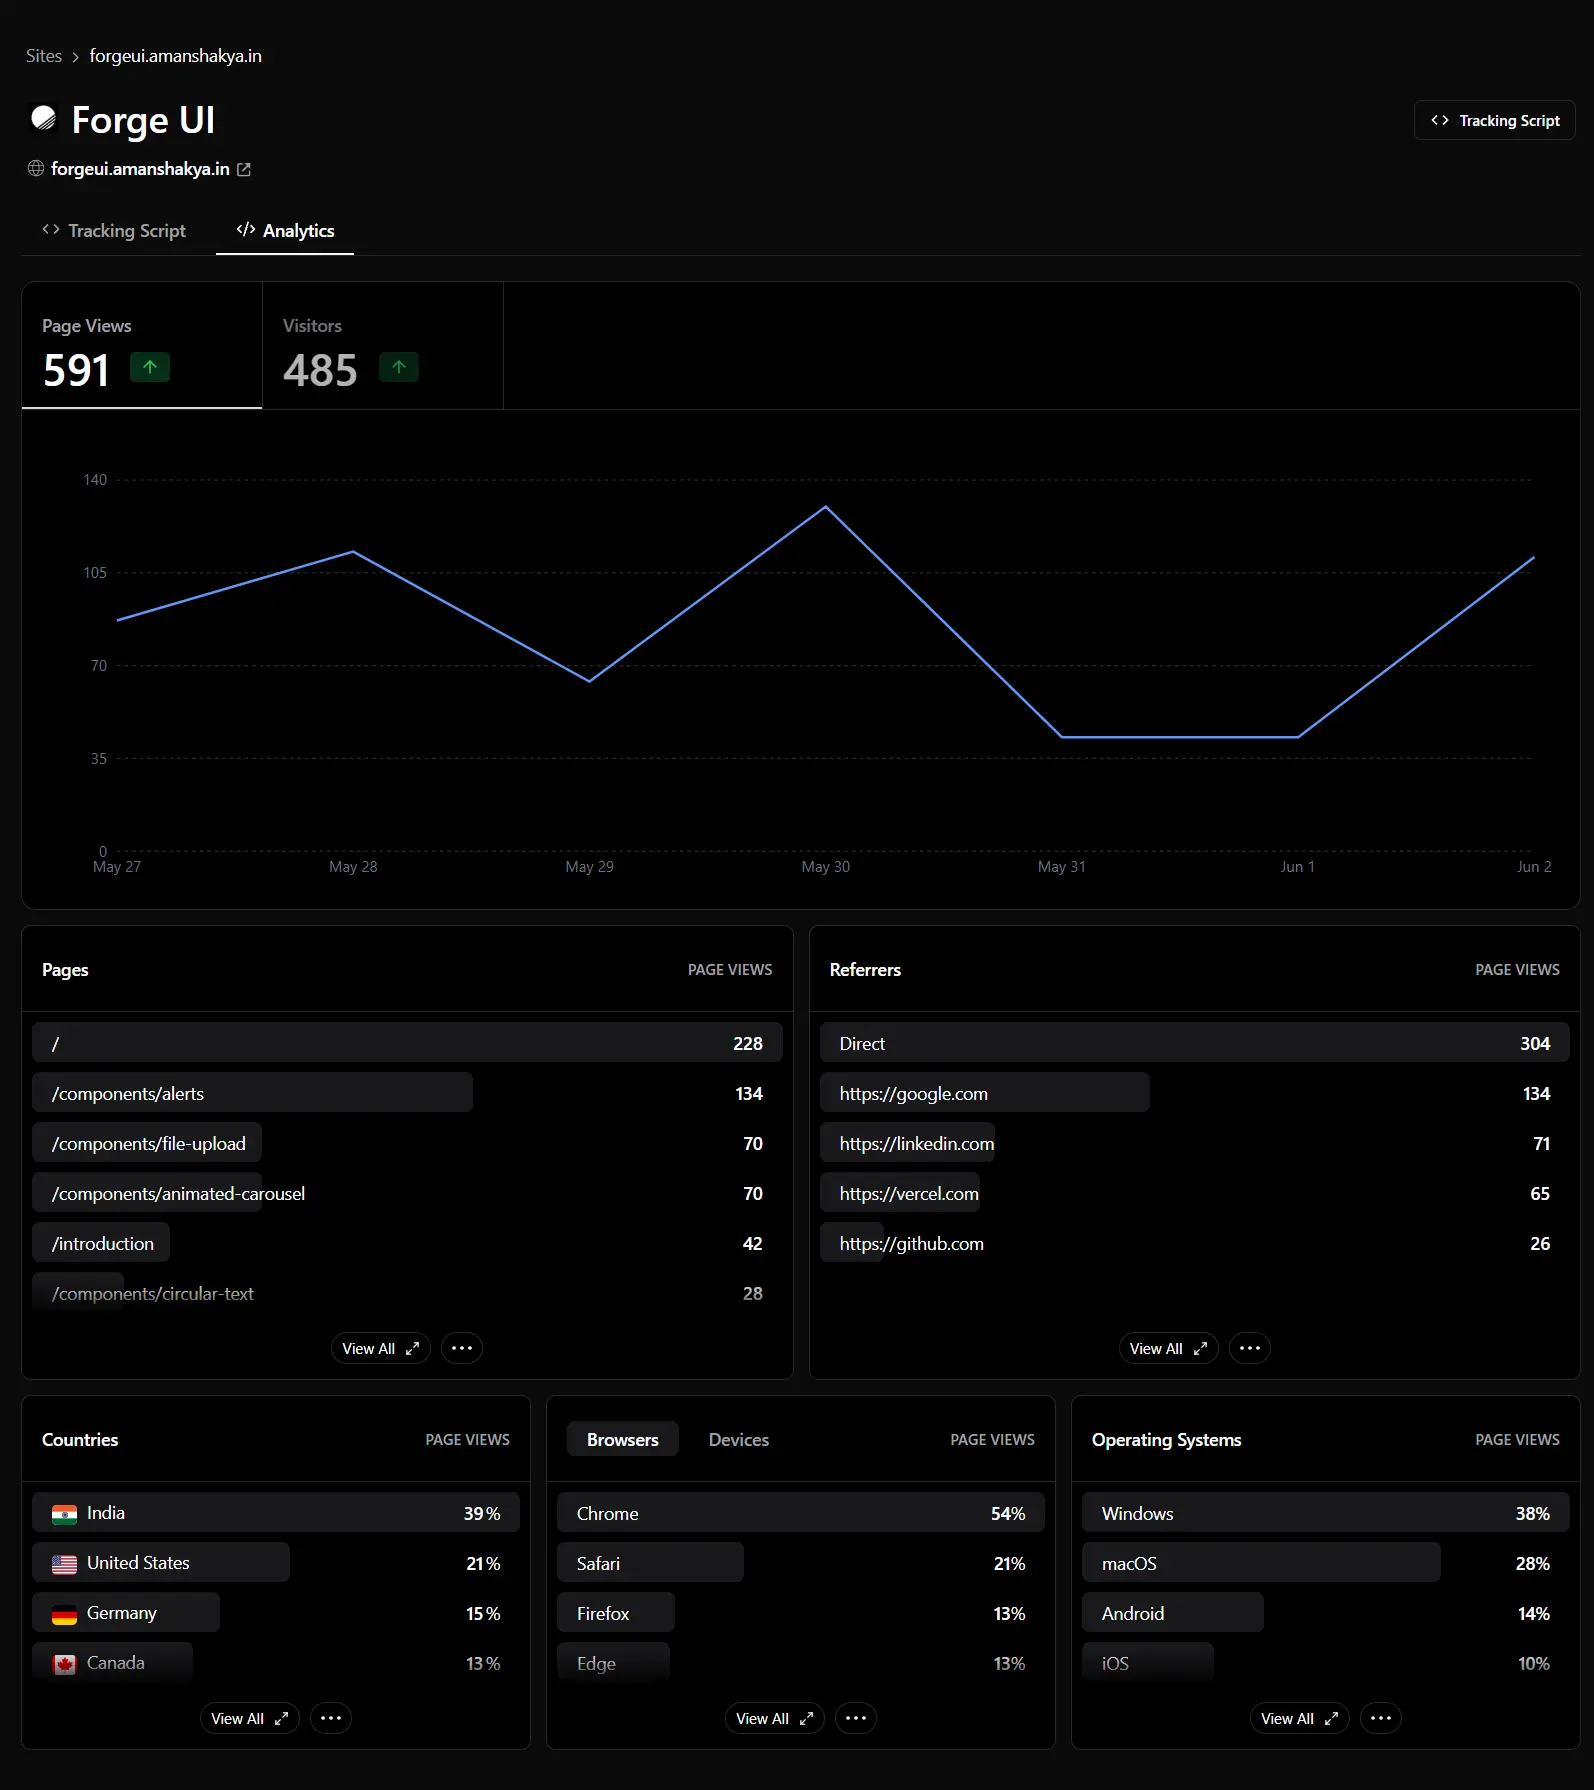 Sites > forgeui.amanshakya.in
Forge UI
Tracking Script
forgeui.amanshakya.in
Tracking Script
Analytics
Page Views
591
Visitors
485
140
105
70
35
0
May 27 May 28 May 29 May 30 May 31 Jun 1 Jun 2
Pages PAGE VIEWS
/ 228
/components/alerts 134
/components/file-upload 70
/components/animated-carousel 70
/introduction 42
/components/circular-text 28
View All
Referrers PAGE VIEWS
Direct 304
https://google.com 134
https://linkedin.com 71
https://vercel.com 65
https://github.com 26
View All
Countries PAGE VIEWS
India 39%
United States 21%
Germany 15%
Canada 13%
View All
Browsers Devices PAGE VIEWS
Chrome 54%
Safari 21%
Firefox 13%
Edge 13%
View All
Operating Systems PAGE VIEWS
Windows 38%
macOS 28%
Android 14%
iOS 10%
View All